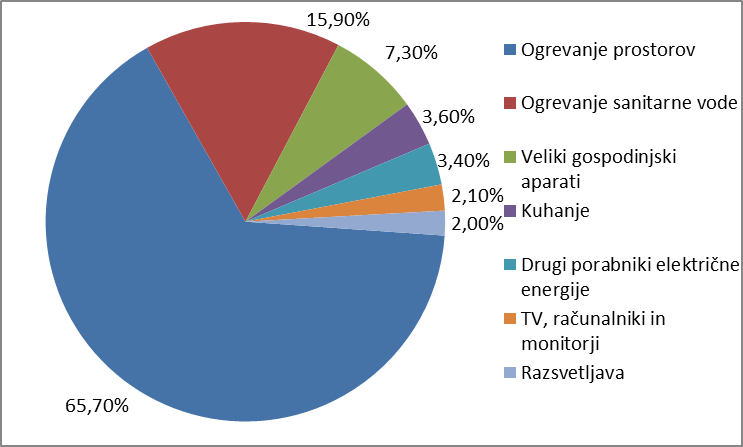 15,90%
7,30%
3,60%
3,40%
2,10%
2,00%
65,70%
Ogrevanje prostorov
Ogrevanje sanitarne vode
Veliki gospodinjski
aparati
Kuhanje
Drugi porabniki električne
energije
TV, računalniki in
monitorji
Razsvetljava